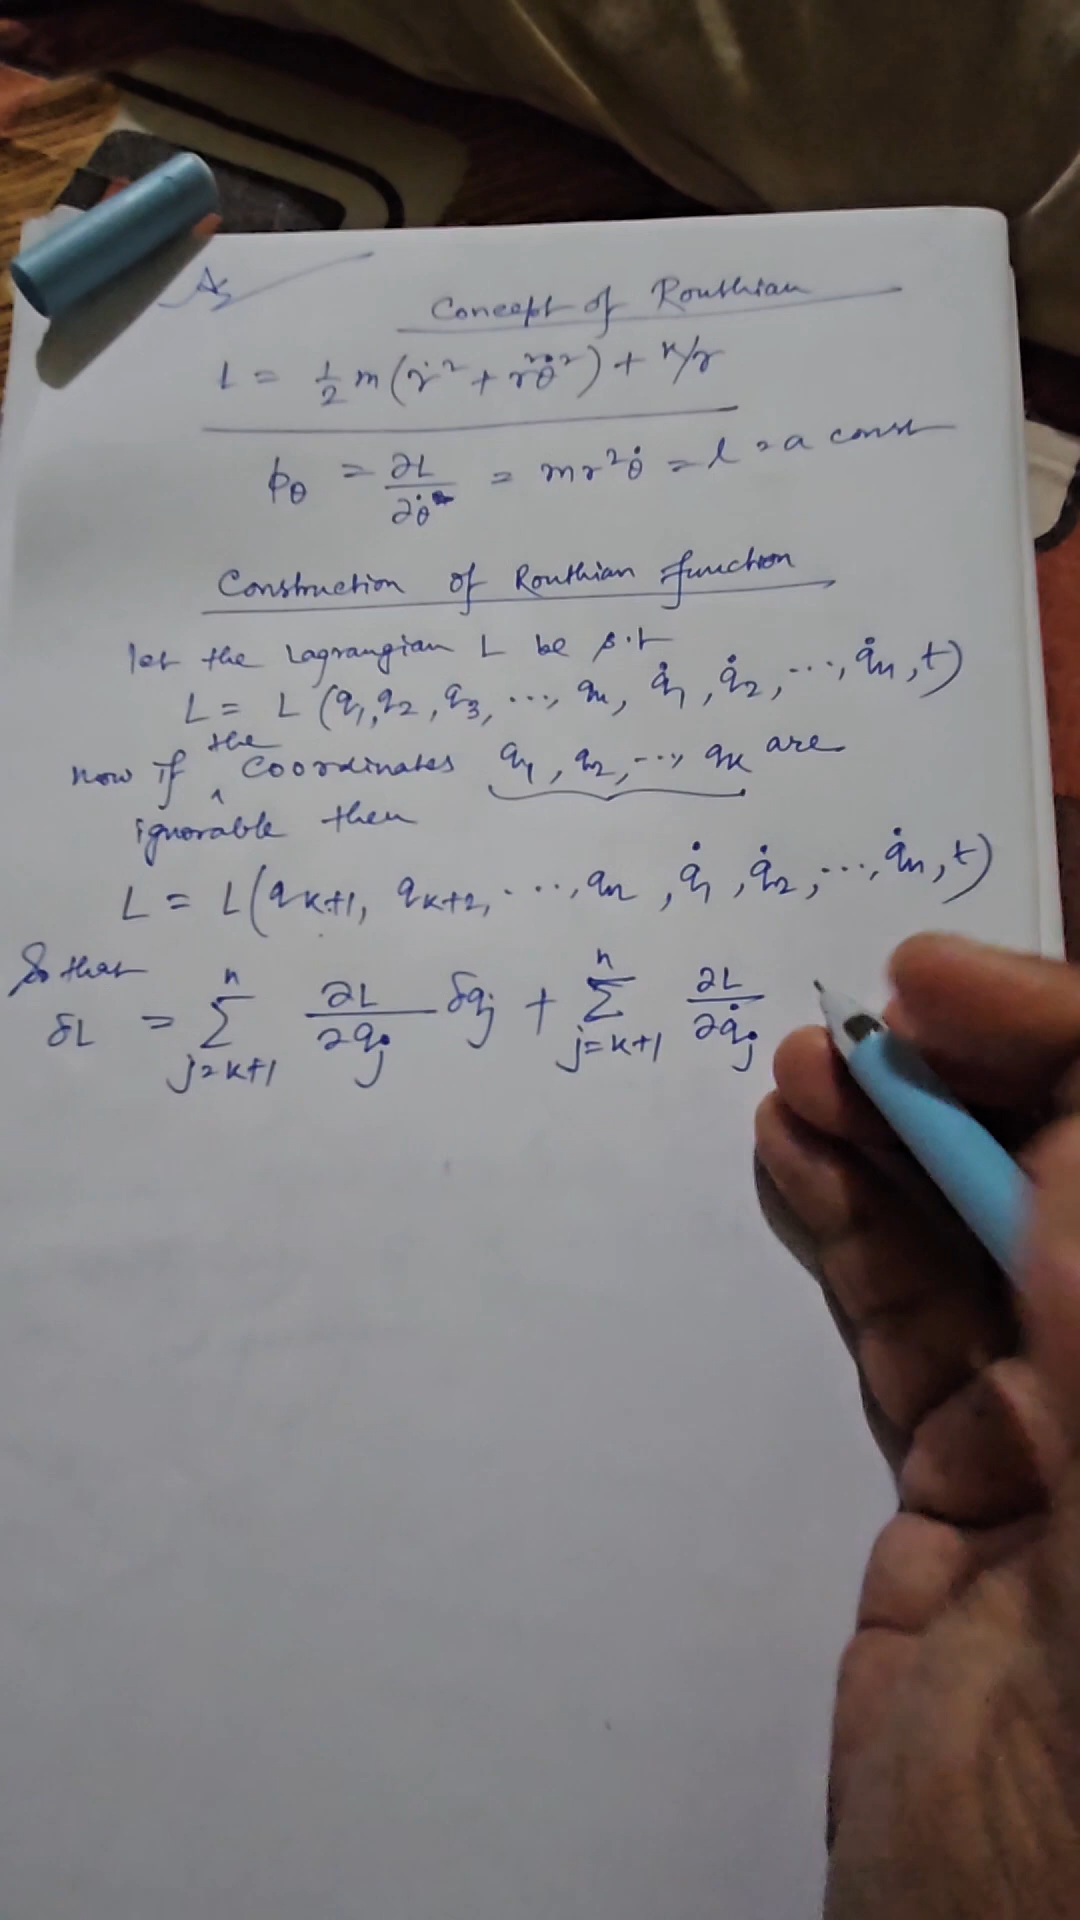 As
Concept of Routhian
L = 1/2 m(ṙ² + r²θ̇²) + k/r
pθ = ∂L/∂θ̇ = mr²θ̇ = l = a const
Construction of Routhian function
let the Lagrangian L be s.t
L = L (q₁, q₂, q₃, ..., qₙ, q̇₁, q̇₂, ..., q̇ₙ, t)
now if ‸the coordinates q₁, q₂, ..., qₖ are
ignorable then
L = L(qₖ₊₁, qₖ₊₂, ..., qₙ, q̇₁, q̇₂, ..., q̇ₙ, t)
So that
δL = Σ_{j=k+1}^{n} ∂L/∂qⱼ δqⱼ + Σ_{j=k+1}^{n} ∂L/∂q̇ⱼ